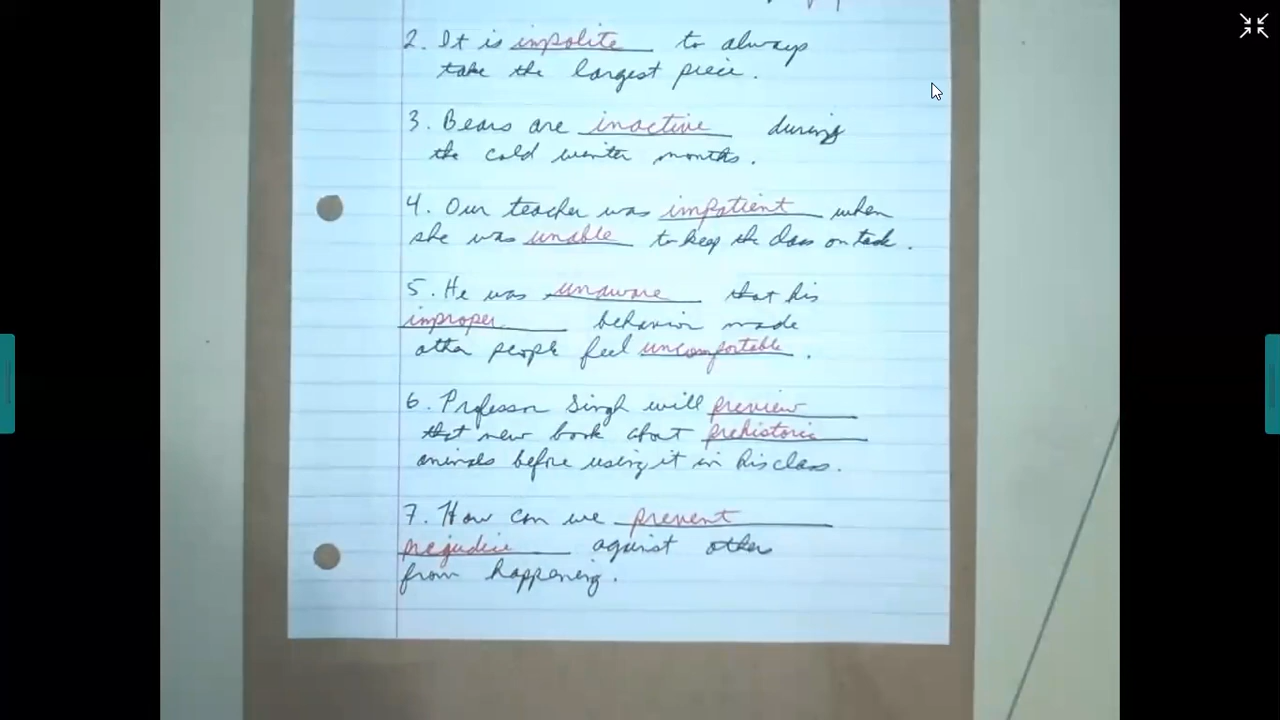 2. It is impolite to always
take the largest piece.
3. Bears are inactive during
the cold winter months.
4. Our teacher was impatient when
she was unable to keep the class on task.
5. He was unaware that his
improper behavior made
other people feel uncomfortable.
6. Professor Singh will preview
that new book about prehistoric
animals before using it in his class.
7. How can we prevent
prejudice against others
from happening.